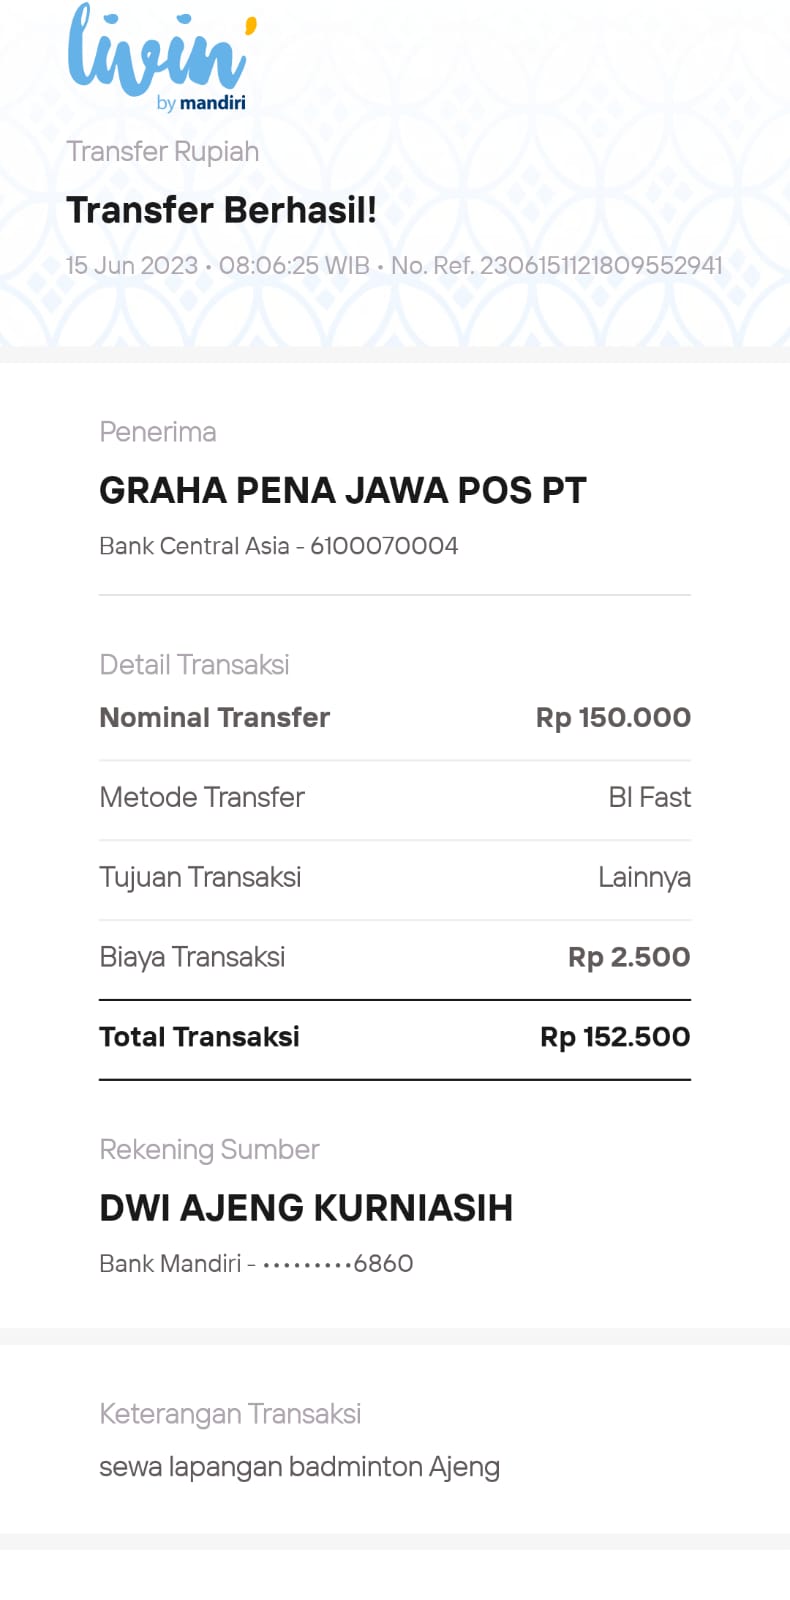 livin'
by mandiri
Transfer Rupiah
Transfer Berhasil!
15 Jun 2023 • 08:06:25 WIB • No. Ref. 2306151121809552941
Penerima
GRAHA PENA JAWA POS PT
Bank Central Asia - 6100070004
Detail Transaksi
Nominal Transfer Rp 150.000
Metode Transfer BI Fast
Tujuan Transaksi Lainnya
Biaya Transaksi Rp 2.500
Total Transaksi Rp 152.500
Rekening Sumber
DWI AJENG KURNIASIH
Bank Mandiri - •••••••••6860
Keterangan Transaksi
sewa lapangan badminton Ajeng